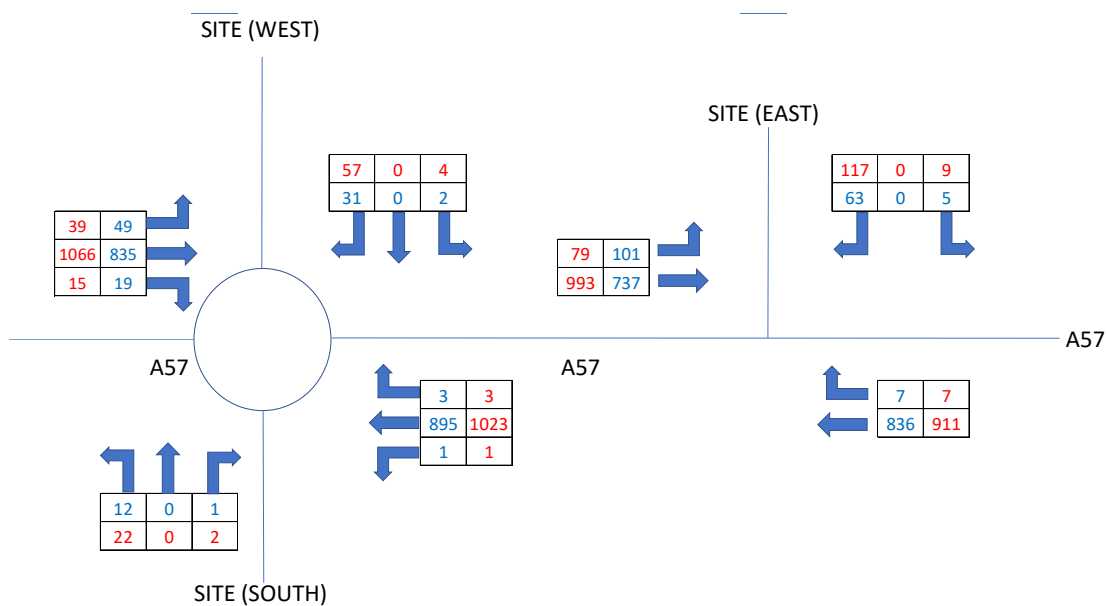 SITE (WEST)
SITE (EAST)
57 0 4
31 0 2
117 0 9
63 0 5
39 49
1066 835
15 19
79 101
993 737
A57
A57
A57
3 3
895 1023
1 1
7 7
836 911
12 0 1
22 0 2
SITE (SOUTH)